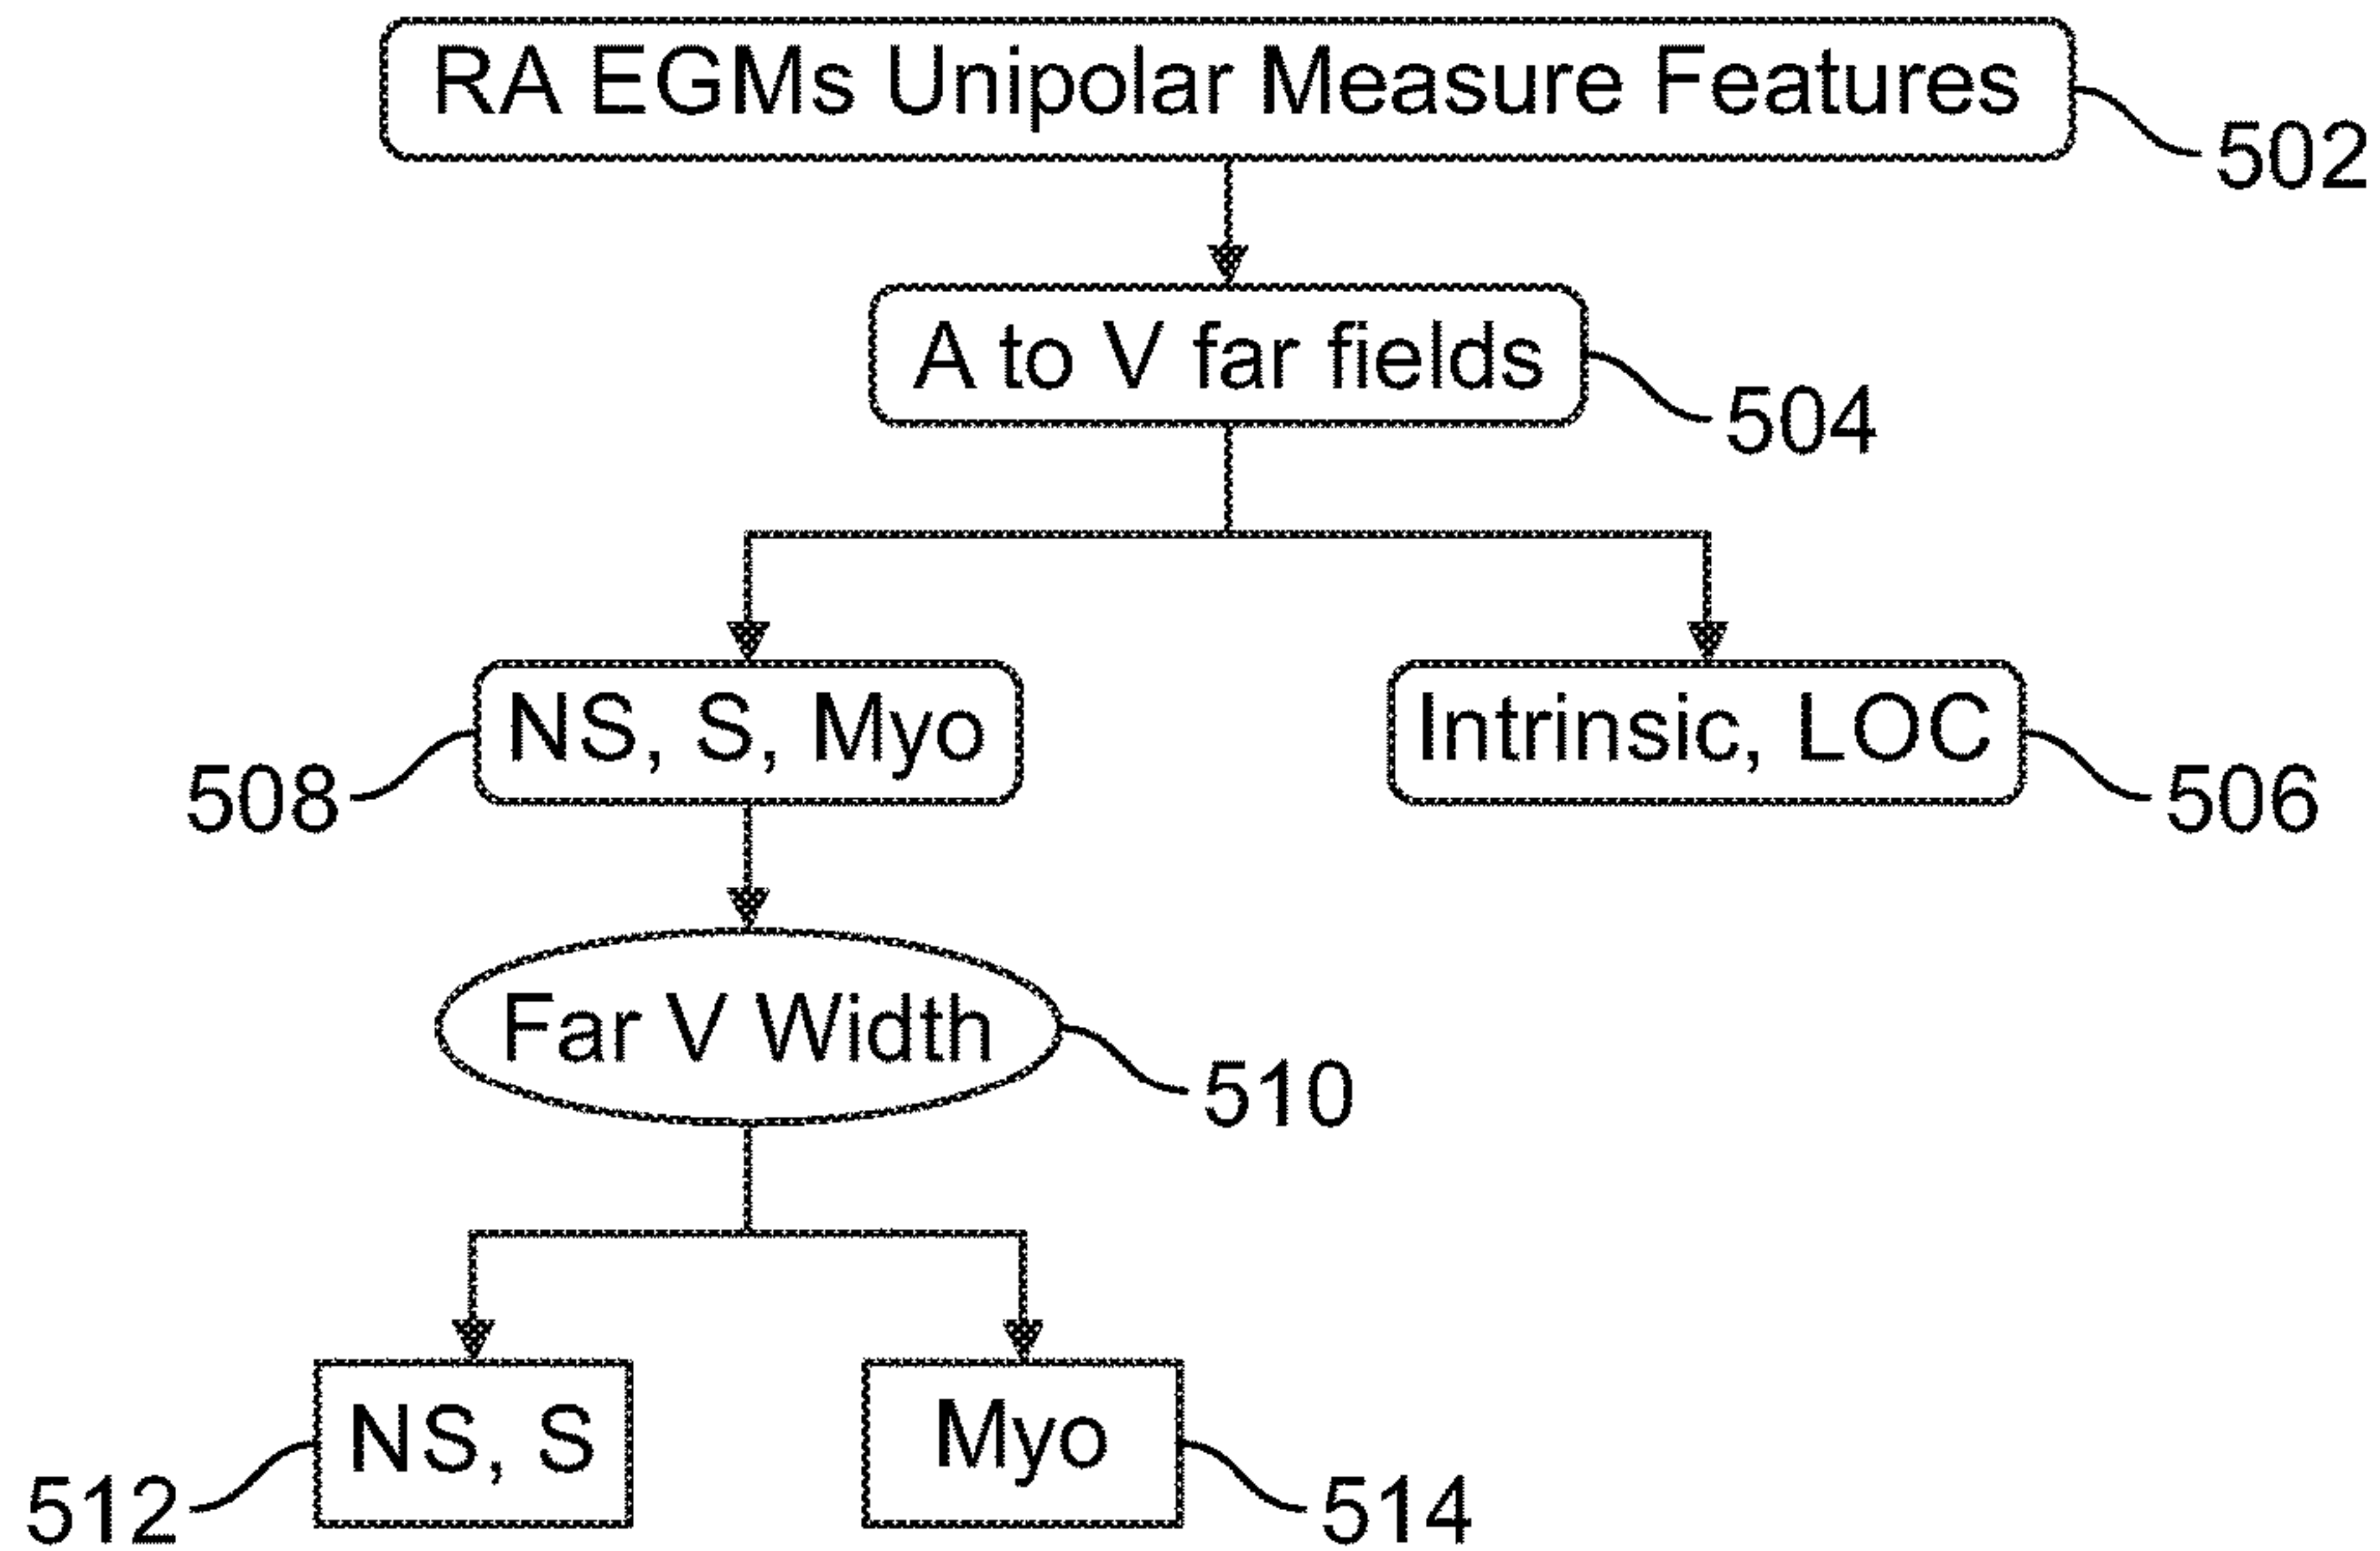 RA EGMs Unipolar Measure Features
502
A to V far fields
504
NS, S, Myo
508
Intrinsic, LOC
506
Far V Width
510
NS, S
512
Myo
514